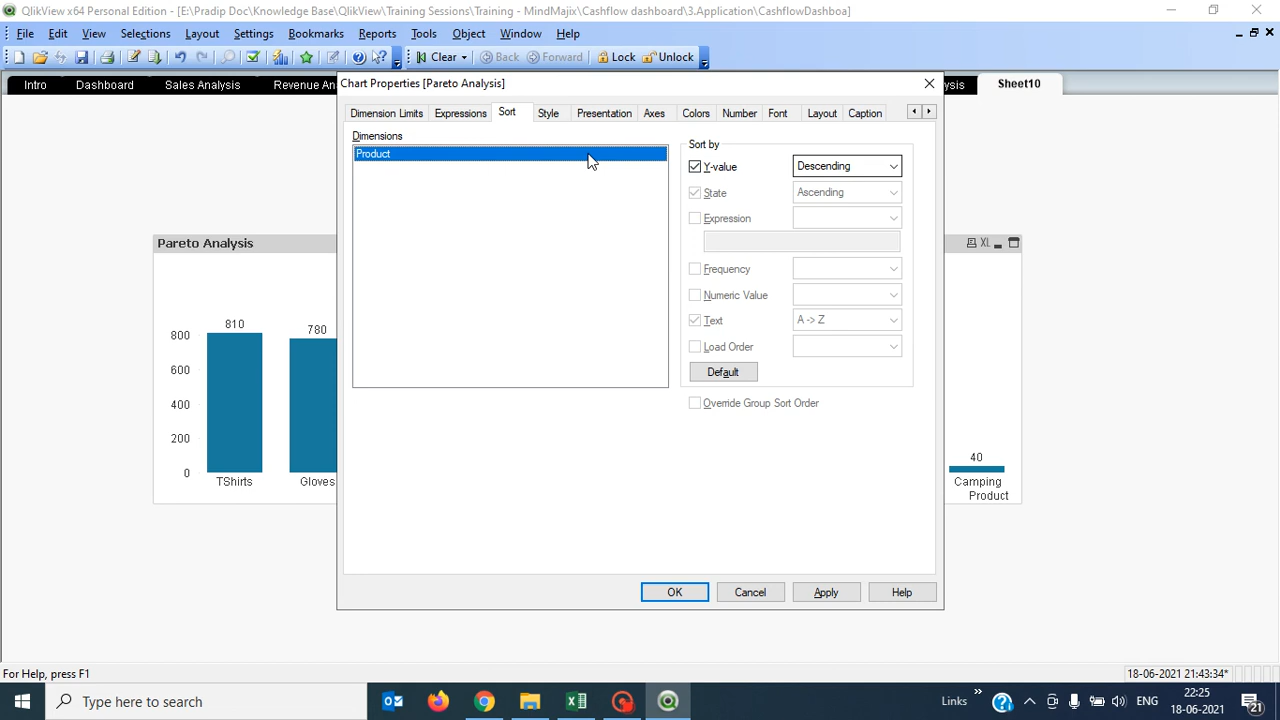 QlikView x64 Personal Edition - [E:\Pradip Doc\Knowledge Base\QlikView\Training Sessions\Training - MindMajix\Cashflow dashboard\3.Application\CashflowDashboa]
File Edit View Selections Layout Settings Bookmarks Reports Tools Object Window Help
Clear Back Forward Lock Unlock
Intro Dashboard Sales Analysis Revenue An ysis Sheet10
Chart Properties [Pareto Analysis]
Dimension Limits Expressions Sort Style Presentation Axes Colors Number Font Layout Caption
Dimensions
Product
Sort by
Y-value Descending
State Ascending
Expression
Frequency
Numeric Value
Text A -> Z
Load Order
Default
Override Group Sort Order
OK Cancel Apply Help
Pareto Analysis XL
800
600
400
200
0
810
780
40
TShirts
Gloves
Camping
Product
For Help, press F1
18-06-2021 21:43:34*
Type here to search
Links »
ENG
22:25
18-06-2021
21